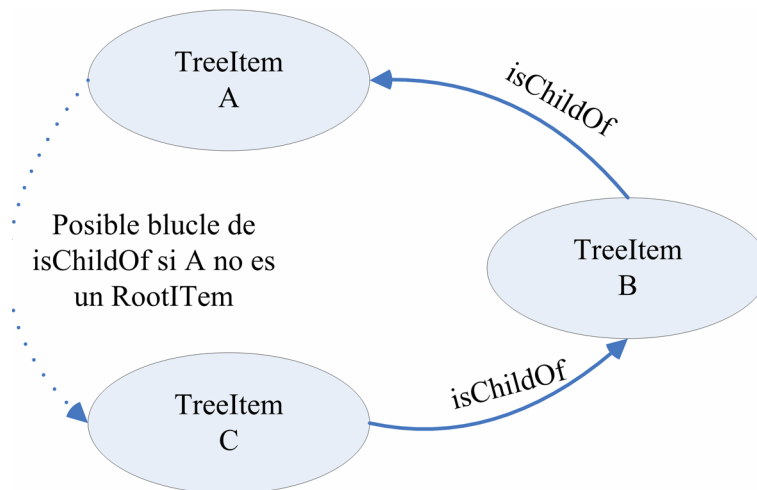 TreeItem
A
isChildOf
Posible blucle de
isChildOf si A no es
un RootITem
TreeItem
B
isChildOf
TreeItem
C